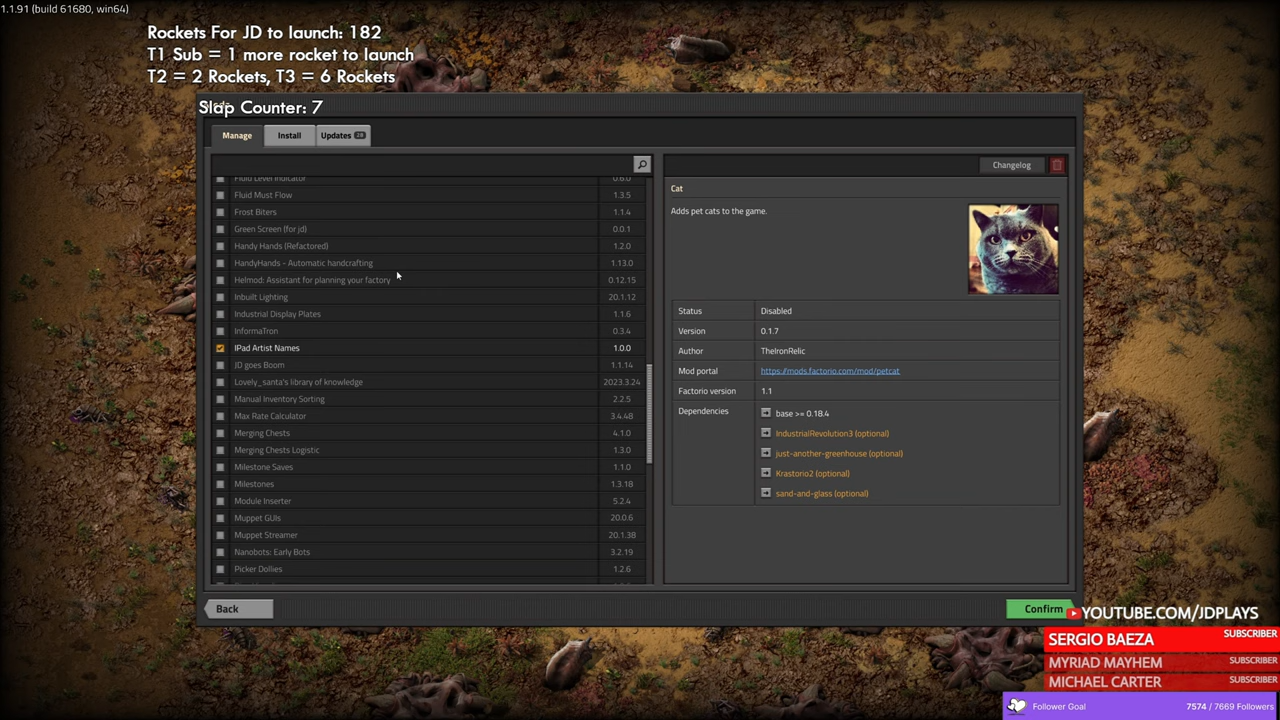 1.1.91 (build 61680, win64)
Rockets For JD to launch: 182
T1 Sub = 1 more rocket to launch
T2 = 2 Rockets, T3 = 6 Rockets
Slap Counter: 7
Manage Install Updates 28
Changelog
Fluid Level Indicator 0.6.0
Fluid Must Flow 1.3.5
Frost Biters 1.1.4
Green Screen (for jd) 0.0.1
Handy Hands (Refactored) 1.2.0
HandyHands - Automatic handcrafting 1.13.0
Helmod: Assistant for planning your factory 0.12.15
Inbuilt Lighting 20.1.12
Industrial Display Plates 1.1.6
InformaTron 0.3.4
IPad Artist Names 1.0.0
JD goes Boom 1.1.14
Lovely_santa's library of knowledge 2023.3.24
Manual Inventory Sorting 2.2.5
Max Rate Calculator 3.4.48
Merging Chests 4.1.0
Merging Chests Logistic 1.3.0
Milestone Saves 1.1.0
Milestones 1.3.18
Module Inserter 5.2.4
Muppet GUIs 20.0.6
Muppet Streamer 20.1.38
Nanobots: Early Bots 3.2.19
Picker Dollies 1.2.6
Cat
Adds pet cats to the game.
Status Disabled
Version 0.1.7
Author TheIronRelic
Mod portal https://mods.factorio.com/mod/petcat
Factorio version 1.1
Dependencies base >= 0.18.4
IndustrialRevolution3 (optional)
just-another-greenhouse (optional)
Krastorio2 (optional)
sand-and-glass (optional)
Back
Confirm
YOUTUBE.COM/JDPLAYS
SERGIO BAEZA SUBSCRIBER
MYRIAD MAYHEM SUBSCRIBER
MICHAEL CARTER SUBSCRIBER
Follower Goal 7574 / 7669 Followers